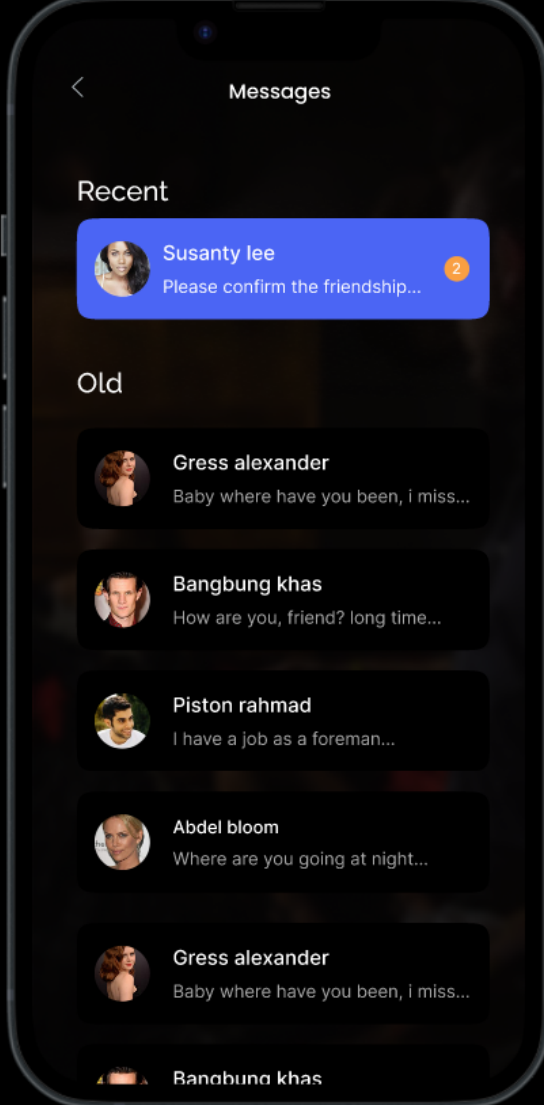 Messages
Recent
Susanty lee
2
Please confirm the friendship...
Old
Gress alexander
Baby where have you been, i miss...
Bangbung khas
How are you, friend? long time...
Piston rahmad
I have a job as a foreman...
Abdel bloom
Where are you going at night...
Gress alexander
Baby where have you been, i miss...
Bangbung khas